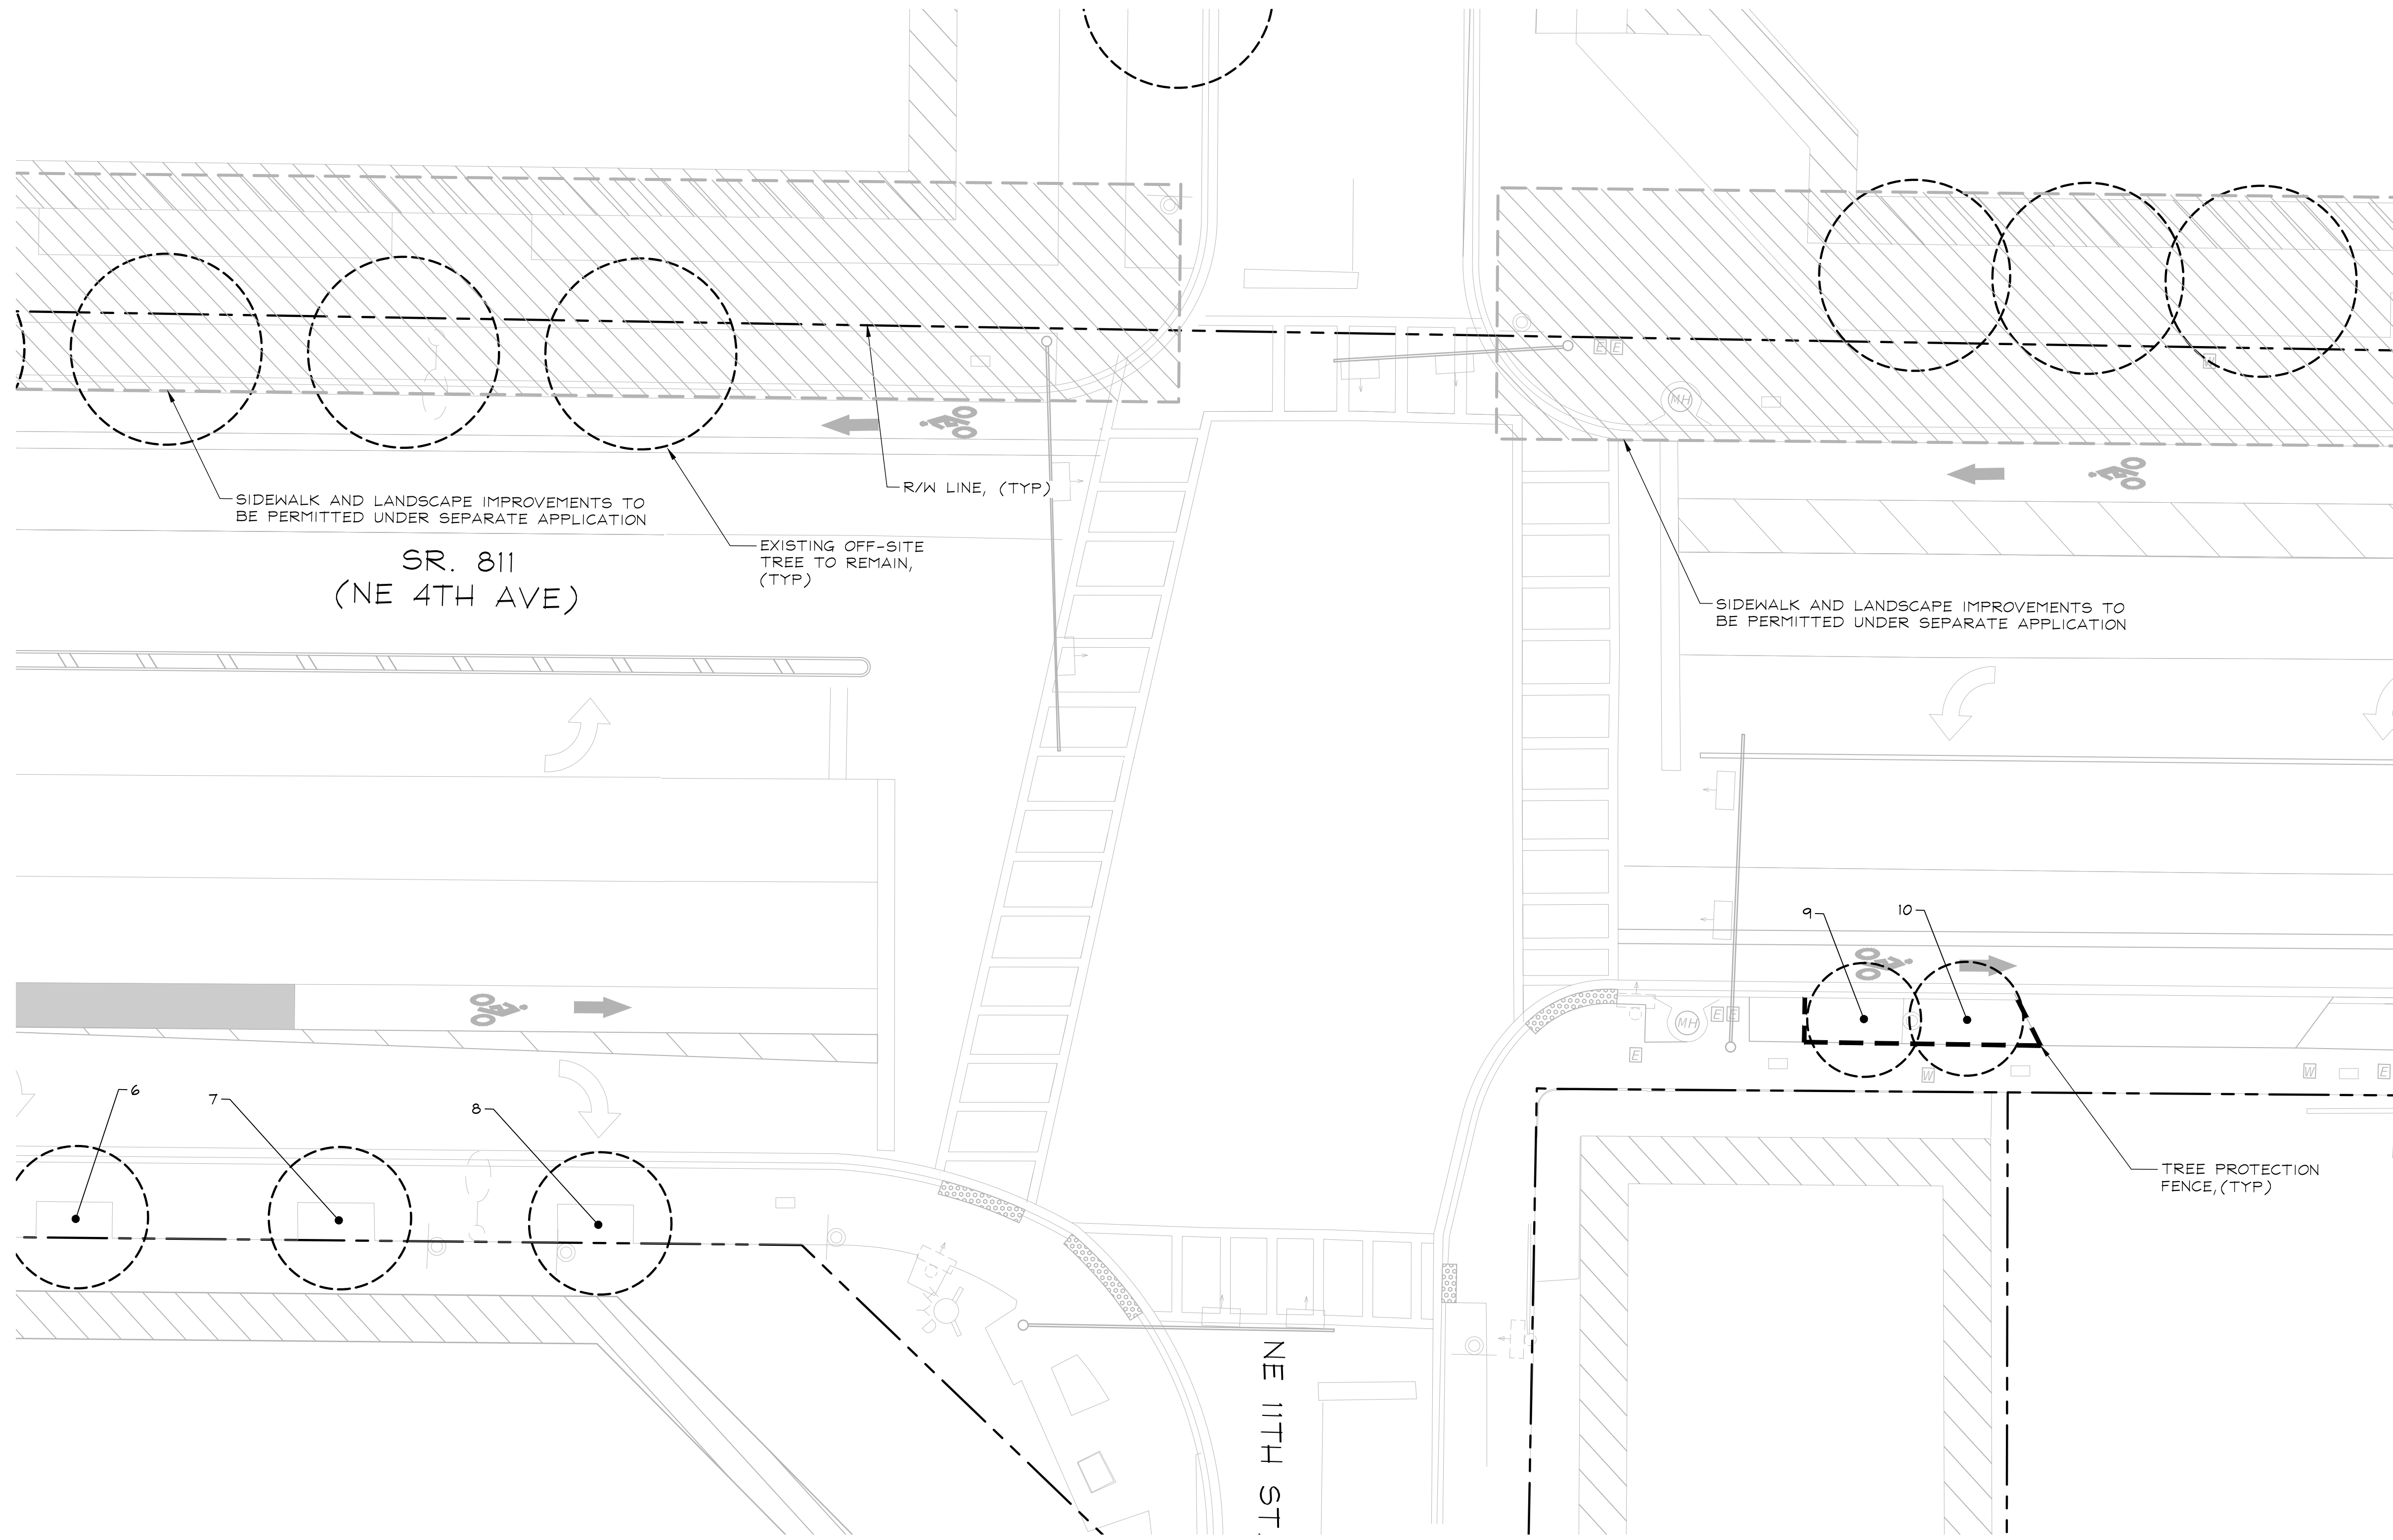 R/W LINE, (TYP)
SIDEWALK AND LANDSCAPE IMPROVEMENTS TO
BE PERMITTED UNDER SEPARATE APPLICATION
EXISTING OFF-SITE
TREE TO REMAIN,
(TYP)
SR. 811
(NE 4TH AVE)
E E
MH
SIDEWALK AND LANDSCAPE IMPROVEMENTS TO
BE PERMITTED UNDER SEPARATE APPLICATION
9
10
MH
E E
E
W
W
E
TREE PROTECTION
FENCE, (TYP)
6
7
8
NE 11TH ST.